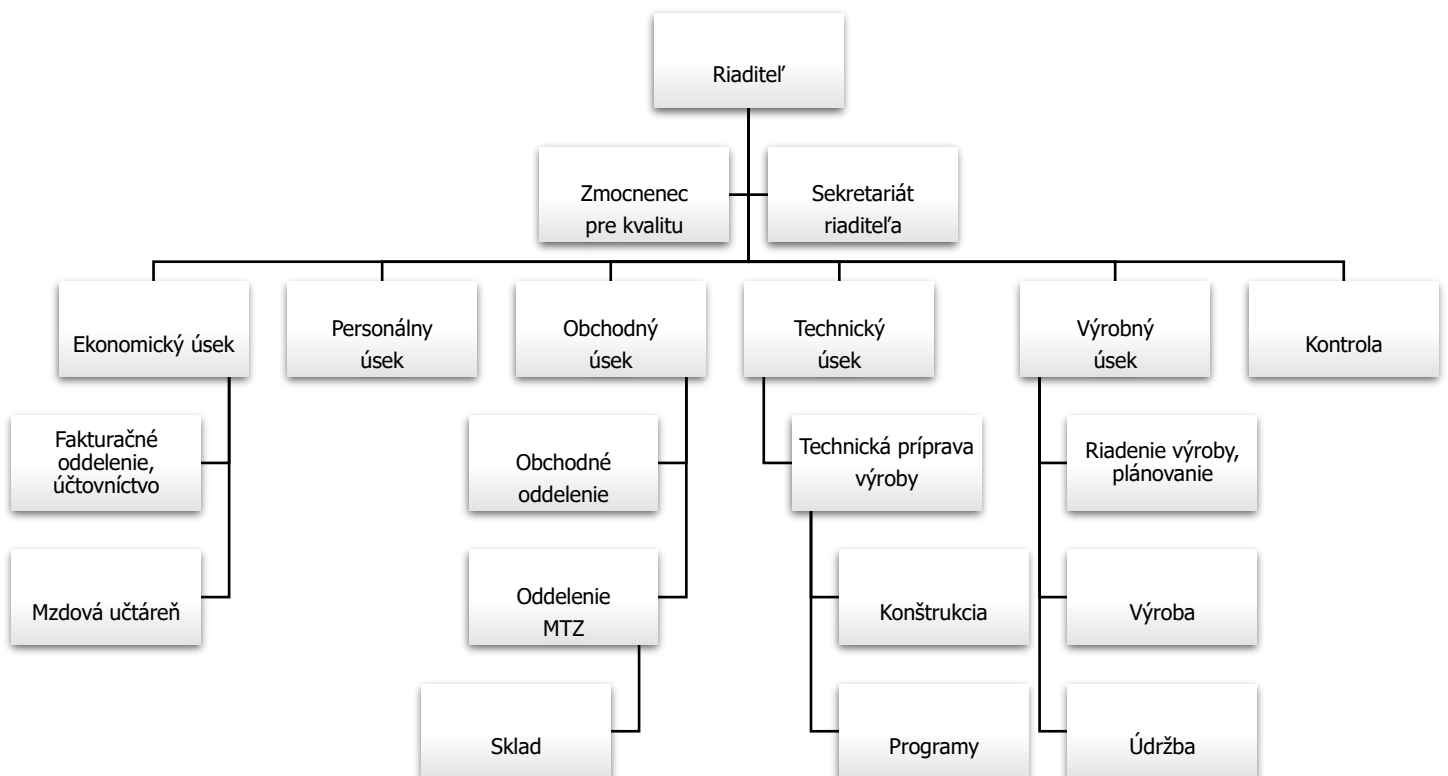 Riaditeľ
Zmocnenec
pre kvalitu
Sekretariát
riaditeľa
Ekonomický úsek
Personálny
úsek
Obchodný
úsek
Technický
úsek
Výrobný
úsek
Kontrola
Fakturačné
oddelenie,
účtovníctvo
Obchodné
oddelenie
Technická príprava
výroby
Riadenie výroby,
plánovanie
Mzdová učtáreň
Oddelenie
MTZ
Konštrukcia
Výroba
Sklad
Programy
Údržba